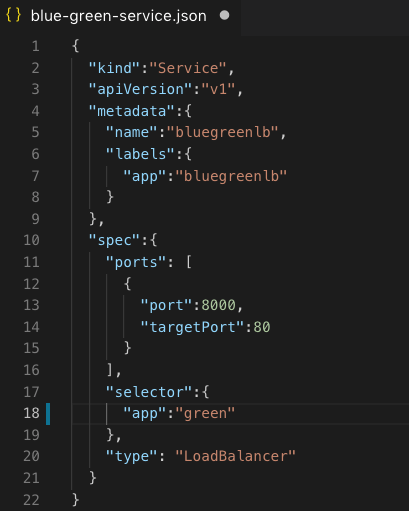 {} blue-green-service.json
1 {
2 "kind":"Service",
3 "apiVersion":"v1",
4 "metadata":{
5 "name":"bluegreenlb",
6 "labels":{
7 "app":"bluegreenlb"
8 }
9 },
10 "spec":{
11 "ports": [
12 {
13 "port":8000,
14 "targetPort":80
15 }
16 ],
17 "selector":{
18 "app":"green"
19 },
20 "type": "LoadBalancer"
21 }
22 }